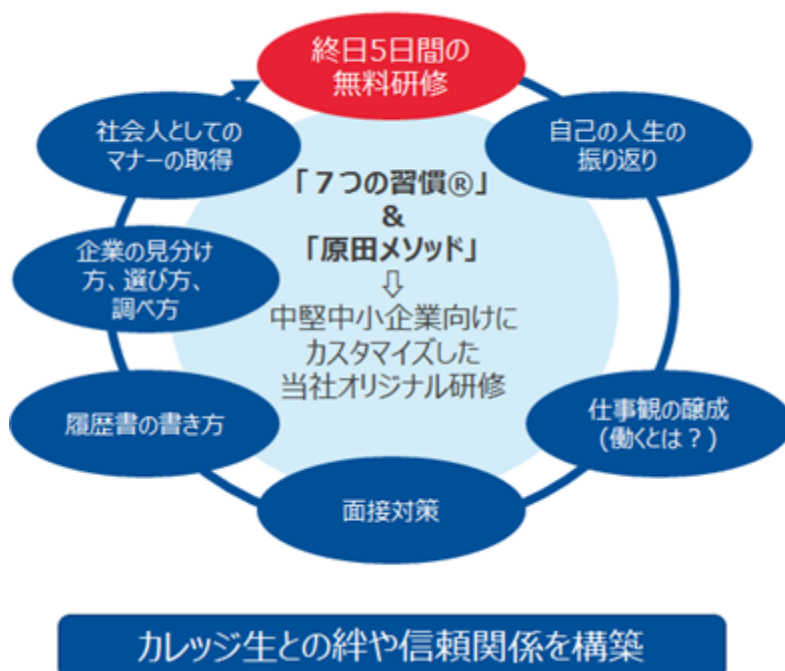 終日5日間の
無料研修
社会人としての
マナーの取得
自己の人生の
振り返り
「７つの習慣®」
&
「原田メソッド」
⇩
中堅中小企業向けに
カスタマイズした
当社オリジナル研修
企業の見分け
方、選び方、
調べ方
履歴書の書き方
仕事観の醸成
(働くとは？)
面接対策
カレッジ生との絆や信頼関係を構築